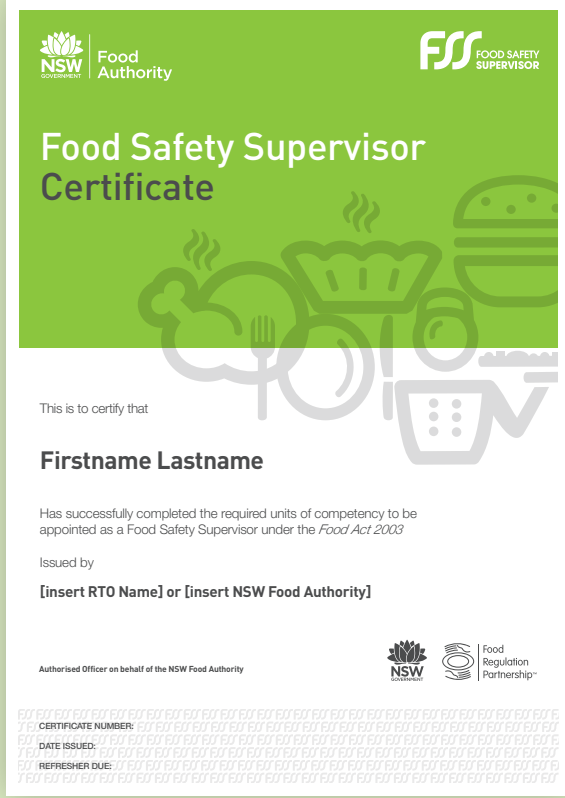 NSW
GOVERNMENT
Food
Authority
FSS
FOOD SAFETY
SUPERVISOR
Food Safety Supervisor
Certificate
This is to certify that
Firstname Lastname
Has successfully completed the required units of competency to be
appointed as a Food Safety Supervisor under the Food Act 2003
Issued by
[insert RTO Name] or [insert NSW Food Authority]
Authorised Officer on behalf of the NSW Food Authority
NSW
GOVERNMENT
Food
Regulation
Partnership™
CERTIFICATE NUMBER:
DATE ISSUED:
REFRESHER DUE: